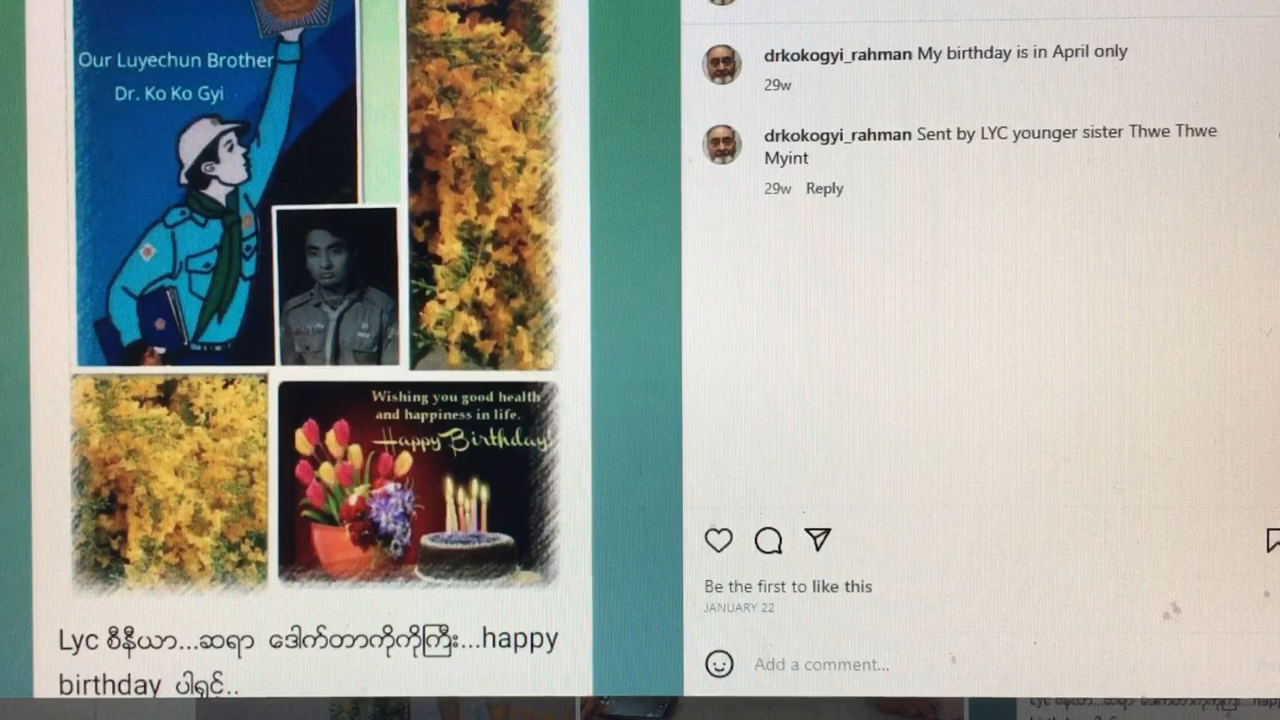 Our Luyechun Brother
Dr. Ko Ko Gyi
Wishing you good health
and happiness in life.
Happy Birthday!
Lyc စီနီယာ...ဆရာ ဒေါက်တာကိုကိုကြီး...happy
birthday ပါရှင်..
drkokogyi_rahman My birthday is in April only
29w
drkokogyi_rahman Sent by LYC younger sister Thwe Thwe
Myint
29w Reply
Be the first to like this
JANUARY 22
Add a comment...